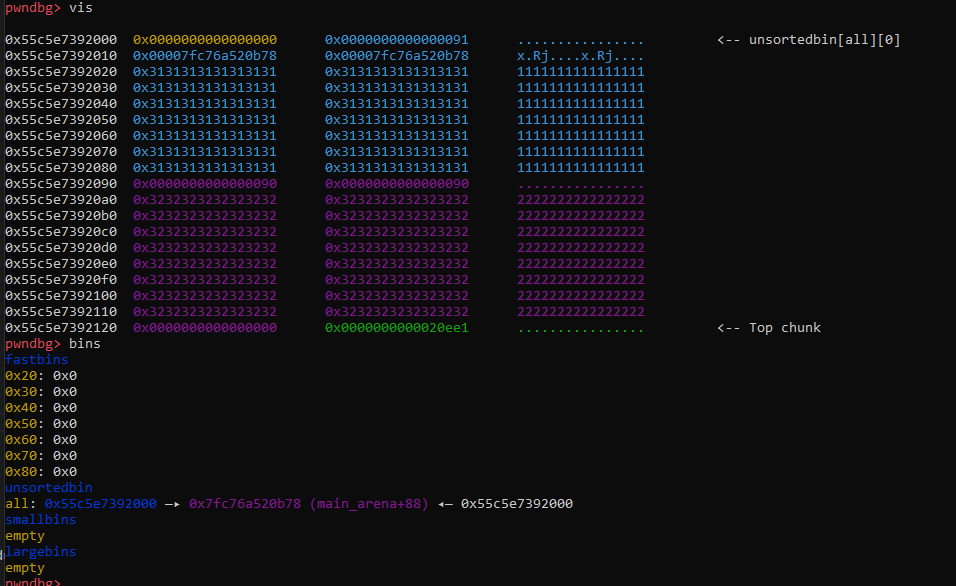 pwndbg> vis
0x55c5e7392000 0x0000000000000000 0x0000000000000091 ................ <-- unsortedbin[all][0]
0x55c5e7392010 0x00007fc76a520b78 0x00007fc76a520b78 x.Rj....x.Rj....
0x55c5e7392020 0x3131313131313131 0x3131313131313131 1111111111111111
0x55c5e7392030 0x3131313131313131 0x3131313131313131 1111111111111111
0x55c5e7392040 0x3131313131313131 0x3131313131313131 1111111111111111
0x55c5e7392050 0x3131313131313131 0x3131313131313131 1111111111111111
0x55c5e7392060 0x3131313131313131 0x3131313131313131 1111111111111111
0x55c5e7392070 0x3131313131313131 0x3131313131313131 1111111111111111
0x55c5e7392080 0x3131313131313131 0x3131313131313131 1111111111111111
0x55c5e7392090 0x0000000000000090 0x0000000000000090 ................
0x55c5e73920a0 0x3232323232323232 0x3232323232323232 2222222222222222
0x55c5e73920b0 0x3232323232323232 0x3232323232323232 2222222222222222
0x55c5e73920c0 0x3232323232323232 0x3232323232323232 2222222222222222
0x55c5e73920d0 0x3232323232323232 0x3232323232323232 2222222222222222
0x55c5e73920e0 0x3232323232323232 0x3232323232323232 2222222222222222
0x55c5e73920f0 0x3232323232323232 0x3232323232323232 2222222222222222
0x55c5e7392100 0x3232323232323232 0x3232323232323232 2222222222222222
0x55c5e7392110 0x3232323232323232 0x3232323232323232 2222222222222222
0x55c5e7392120 0x0000000000000000 0x0000000000020ee1 ................ <-- Top chunk
pwndbg> bins
fastbins
0x20: 0x0
0x30: 0x0
0x40: 0x0
0x50: 0x0
0x60: 0x0
0x70: 0x0
0x80: 0x0
unsortedbin
all: 0x55c5e7392000 —▸ 0x7fc76a520b78 (main_arena+88) ◂— 0x55c5e7392000
smallbins
empty
largebins
empty
pwndbg>